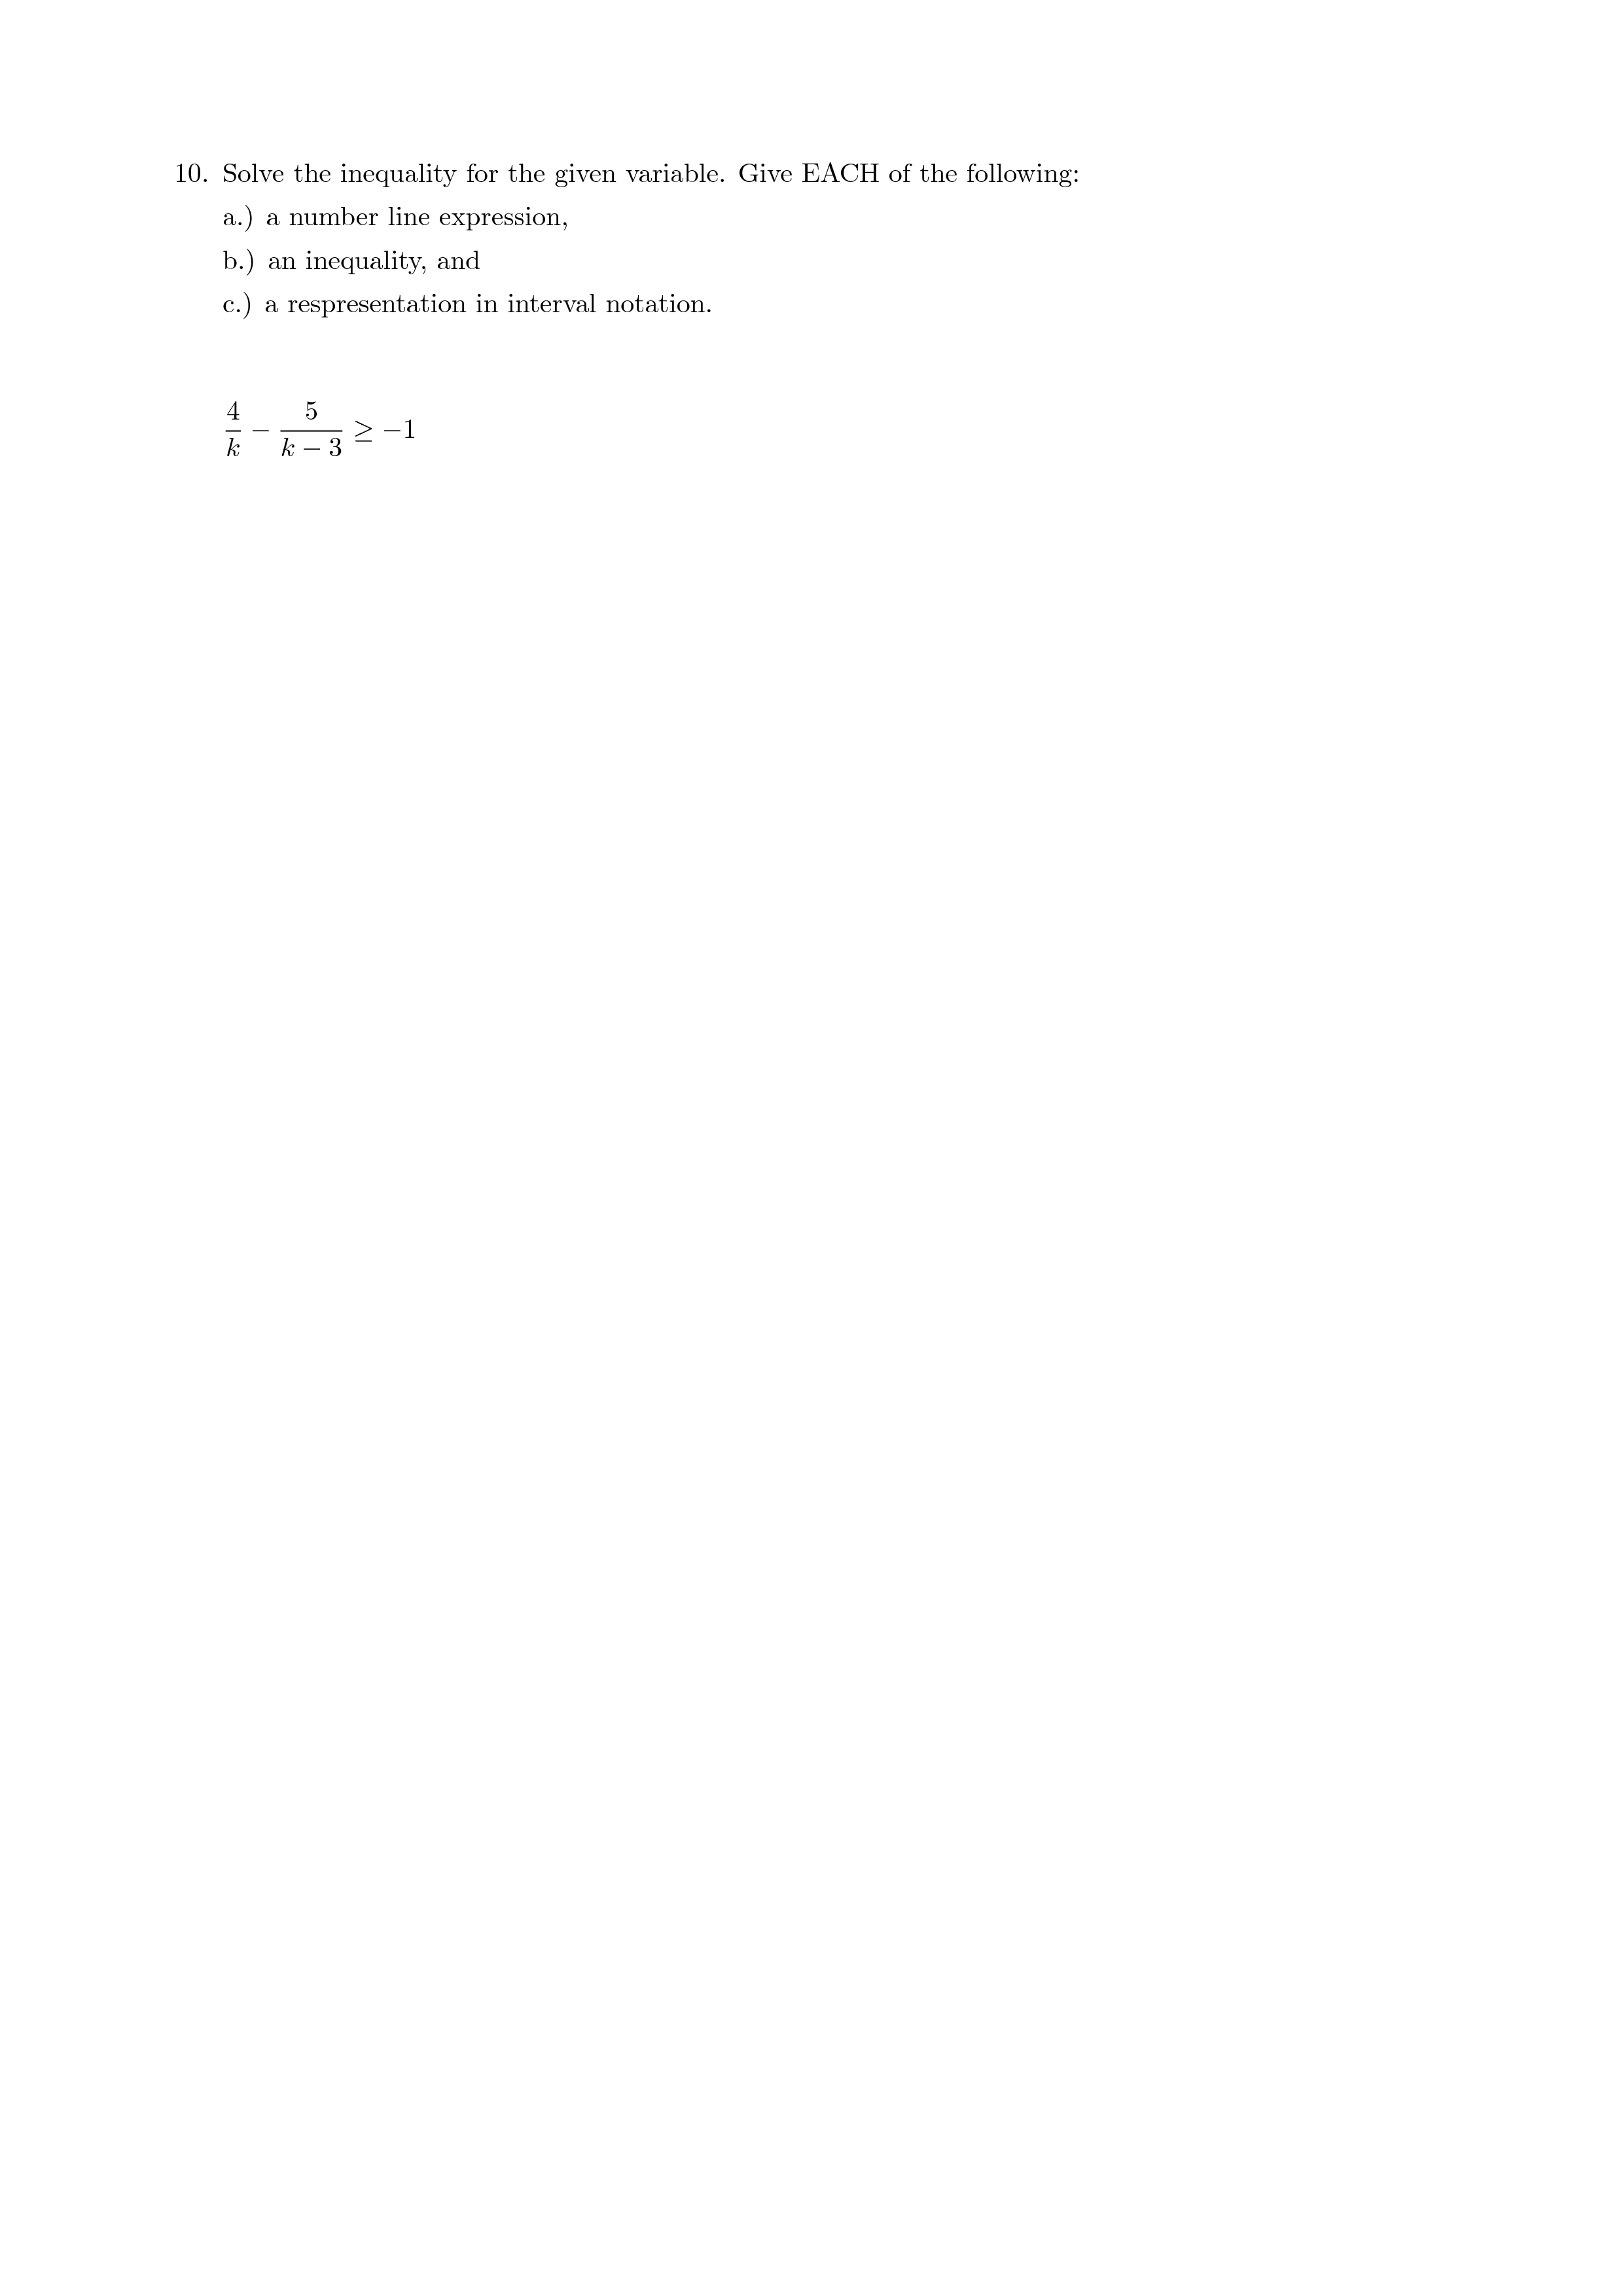 10. Solve the inequality for the given variable. Give EACH of the following:
a.) a number line expression,
b.) an inequality, and
c.) a respresentation in interval notation.
$\frac{4}{k} - \frac{5}{k-3} \geq -1$